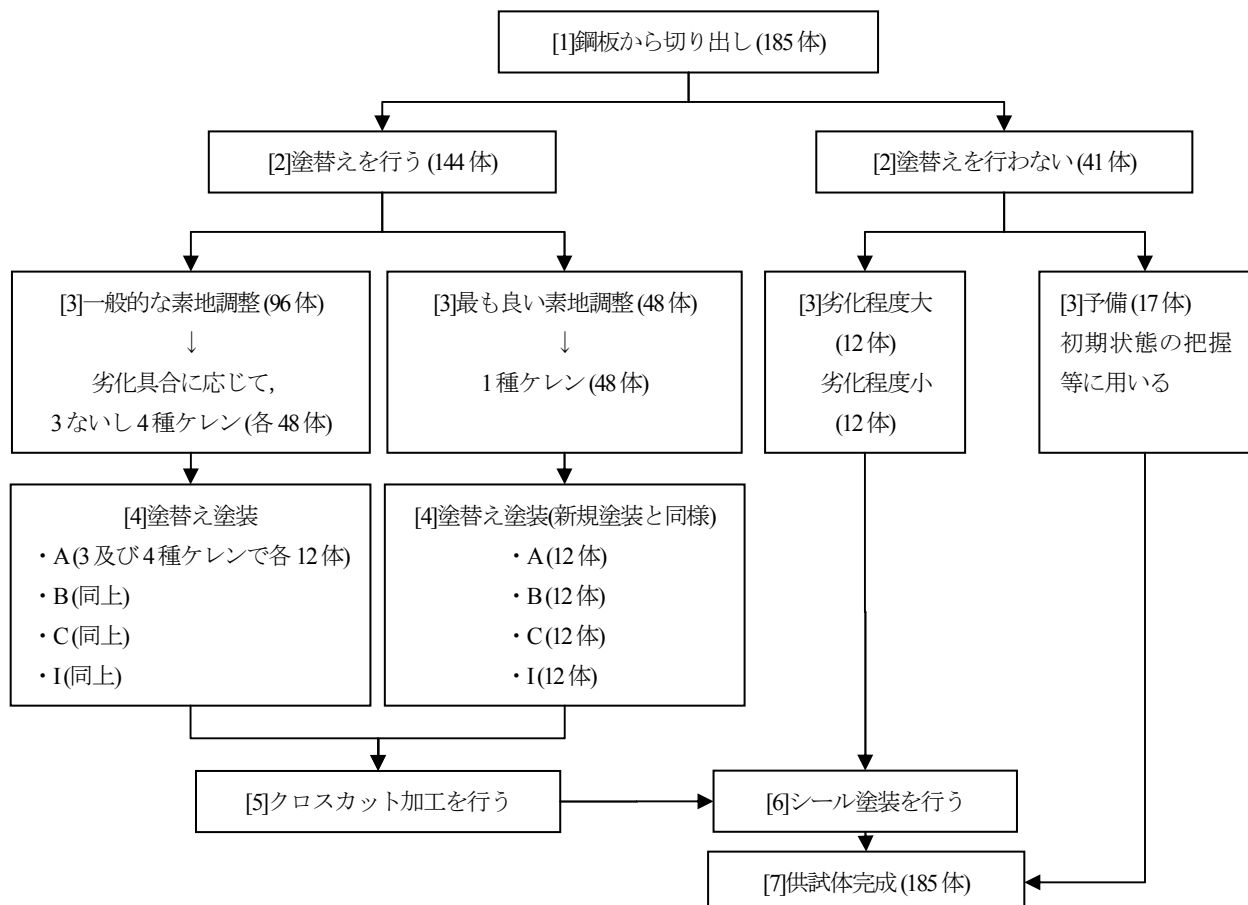 [1]鋼板から切り出し(185体)
[2]塗替えを行う(144体)
[2]塗替えを行わない(41体)
[3]一般的な素地調整(96体)
↓
劣化具合に応じて,
3ないし4種ケレン(各48体)
[3]最も良い素地調整(48体)
↓
1種ケレン(48体)
[3]劣化程度大
(12体)
劣化程度小
(12体)
[3]予備(17体)
初期状態の把握
等に用いる
[4]塗替え塗装
・A(3及び4種ケレンで各12体)
・B(同上)
・C(同上)
・I(同上)
[4]塗替え塗装(新規塗装と同様)
・A(12体)
・B(12体)
・C(12体)
・I(12体)
[5]クロスカット加工を行う
[6]シール塗装を行う
[7]供試体完成(185体)